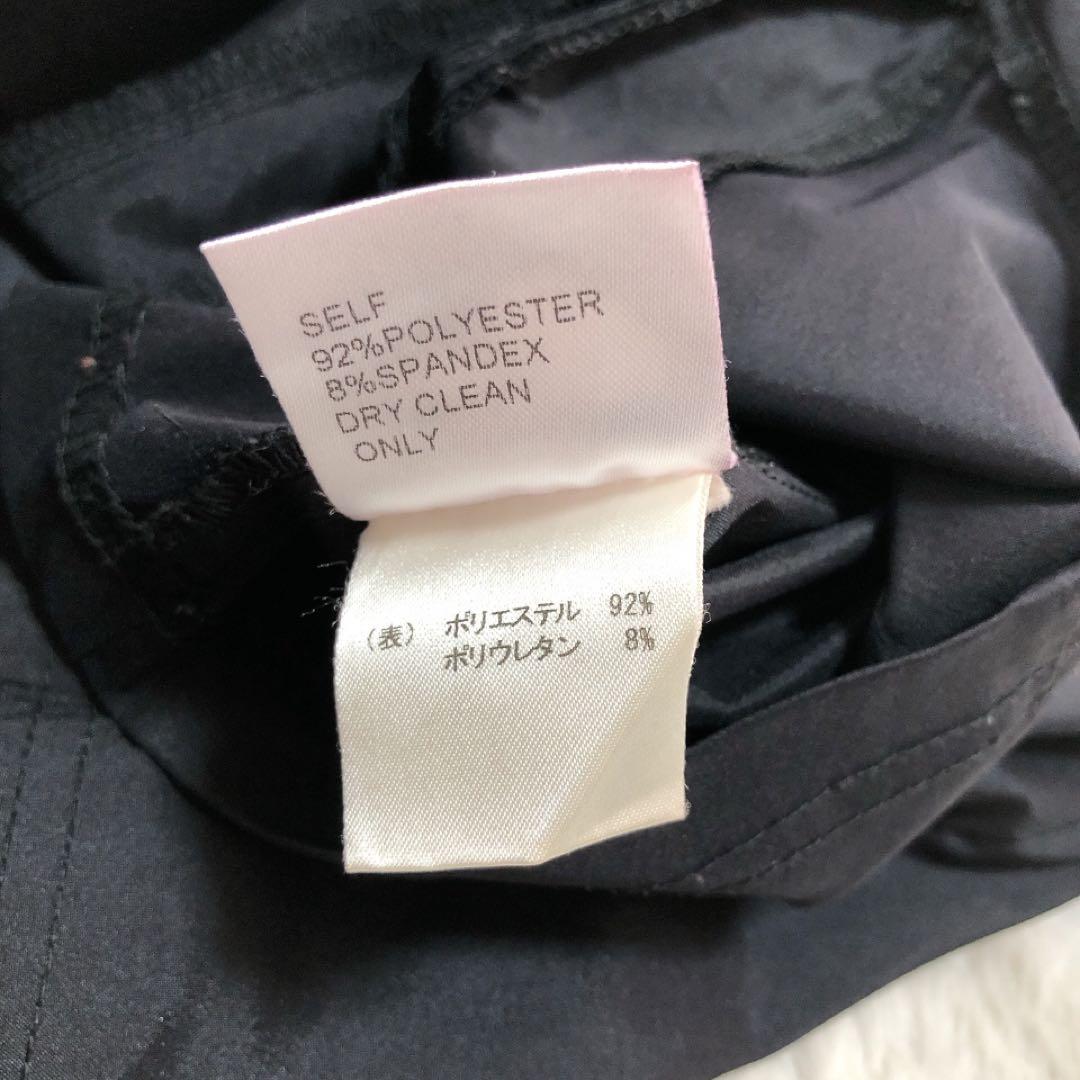 SELF
92%POLYESTER
8%SPANDEX
DRY CLEAN
ONLY
(表) ポリエステル 92%
ポリウレタン 8%